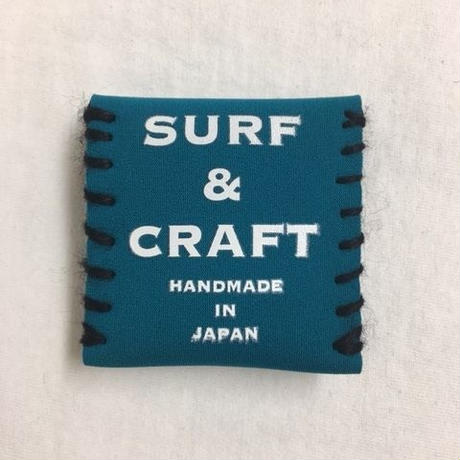 SURF
&
CRAFT
HANDMADE
IN
JAPAN